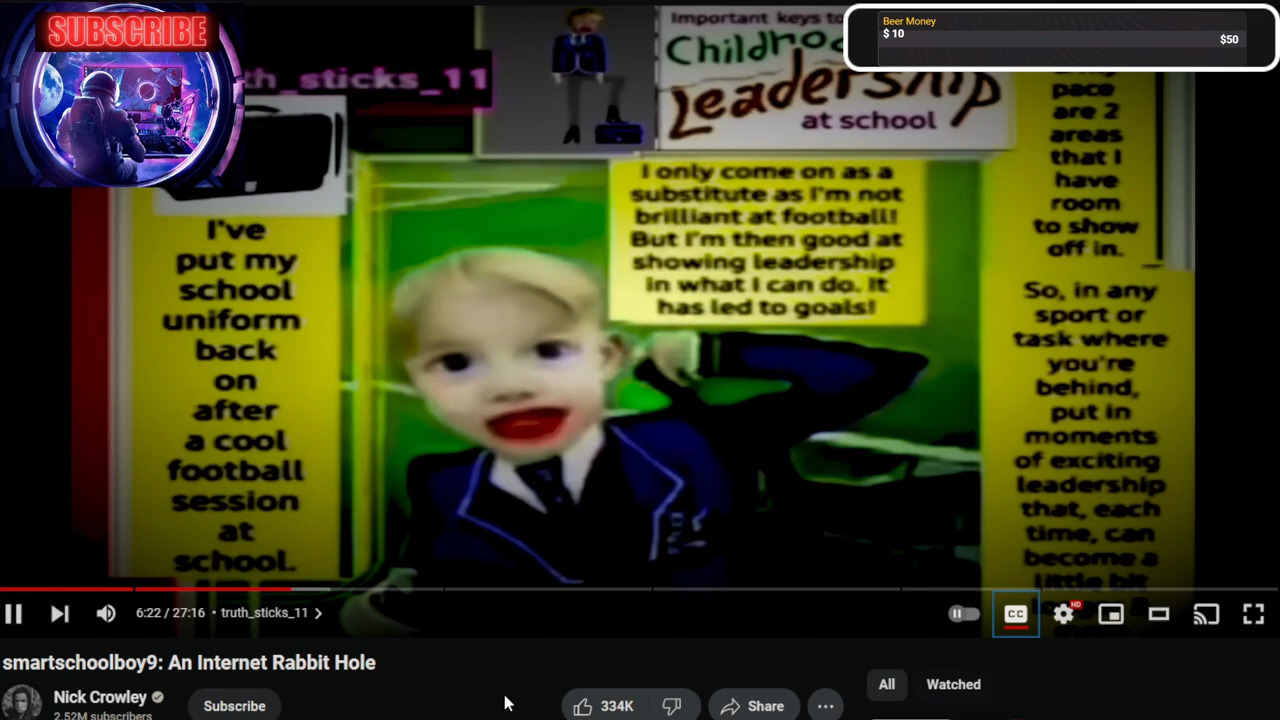 SUBSCRIBE
th_sticks_11
Important keys to
Leadership
at school
Beer Money
$ 10
$50
I've
put my
school
uniform
back
on
after
a cool
football
session
at
school.
I only come on as a
substitute as I'm not
brilliant at football!
But I'm then good at
showing leadership
in what I can do. It
has led to goals!
pace
are 2
areas
that I
have
room
to show
off in.
So, in any
sport or
task where
you're
behind,
put in
moments
of exciting
leadership
that, each
time, can
become a
little bit
6:22 / 27:16 • truth_sticks_11 >
CC
HD
smartschoolboy9: An Internet Rabbit Hole
Nick Crowley
2.52M subscribers
Subscribe
334K
Share
...
All
Watched